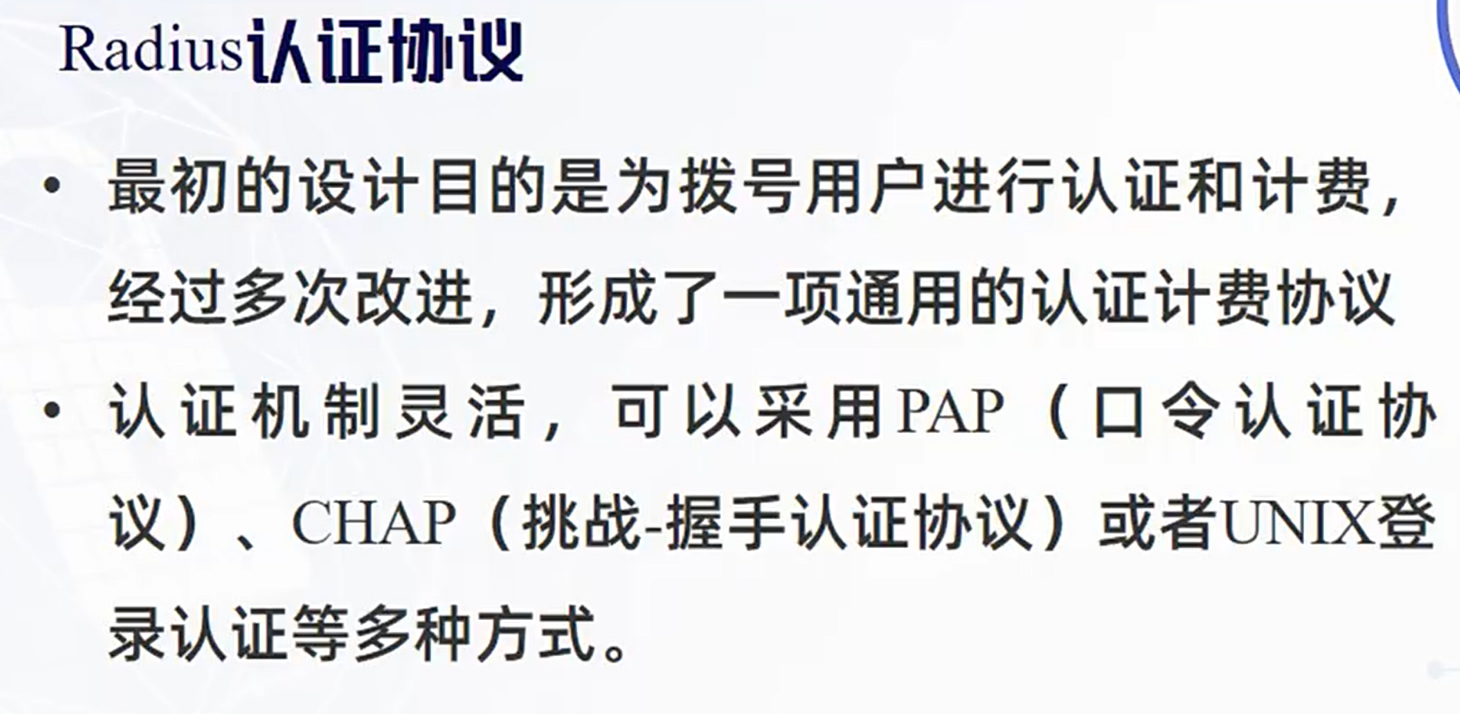 Radius认证协议
• 最初的设计目的是为拨号用户进行认证和计费，
经过多次改进，形成了一项通用的认证计费协议
• 认证机制灵活，可以采用PAP（口令认证协
议）、CHAP（挑战-握手认证协议）或者UNIX登
录认证等多种方式。